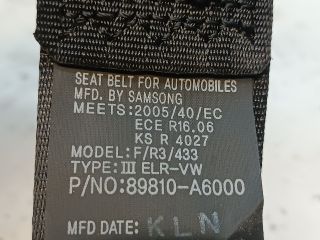 SEAT BELT FOR AUTOMOBILES
MFD. BY SAMSONG
MEETS:2005/40/EC
ECE R16.06
KS R 4027
MODEL:F/R3/433
TYPE:III ELR-VW
P/NO:89810-A6000
MFD DATE: KLN